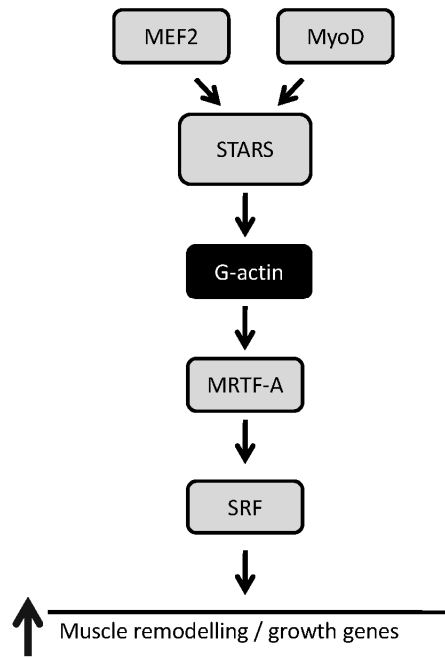 MEF2 MyoD
STARS
G-actin
MRTF-A
SRF
Muscle remodelling / growth genes